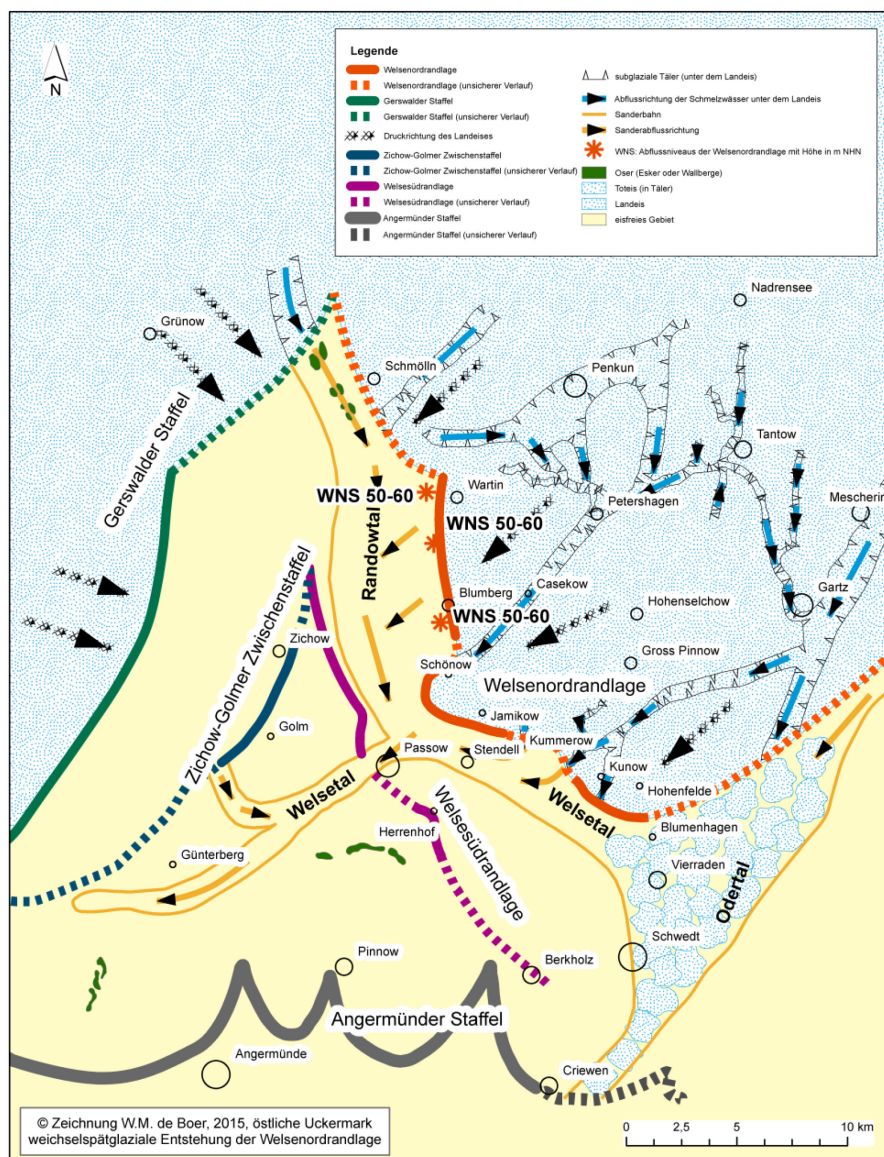 Legende
Welsenordrandlage
Welsenordrandlage (unsicherer Verlauf)
Gerswalder Staffel
Gerswalder Staffel (unsicherer Verlauf)
Druckrichtung des Landeises
Zichow-Golmer Zwischenstaffel
Zichow-Golmer Zwischenstaffel (unsicherer Verlauf)
Welsesüdrandlage
Welsesüdrandlage (unsicherer Verlauf)
Angermünder Staffel
Angermünder Staffel (unsicherer Verlauf)
subglaziale Täler (unter dem Landeis)
Abflussrichtung der Schmelzwässer unter dem Landeis
Sanderbahn
Sanderabflussrichtung
WNS: Abflussniveaus der Welsenordrandlage mit Höhe in m NHN
Oser (Esker oder Wallberge)
Toteis (in Täler)
Landeis
eisfreies Gebiet
N
Nadrensee
Grünow
Schmölln
Penkun
Tantow
Gerswalder Staffel
Wartin
WNS 50-60
Petershagen
Mescherin
WNS 50-60
Randowtal
Casekow
Blumberg
WNS 50-60
Hohenselchow
Gartz
Zichow-Golmer Zwischenstaffel
Zichow
Schönow
Gross Pinnow
Welsenordrandlage
Golm
Jamikow
Kummerow
Passow
Stendell
Kunow
Hohenfelde
Welsetal
Welsetal
Welsesüdrandlage
Herrenhof
Blumenhagen
Günterberg
Vierraden
Odertal
Schwedt
Pinnow
Berkholz
Angermünder Staffel
Angermünde
Criewen
© Zeichnung W.M. de Boer, 2015, östliche Uckermark
weichselspätglaziale Entstehung der Welsenordrandlage
0 2,5 5 10 km